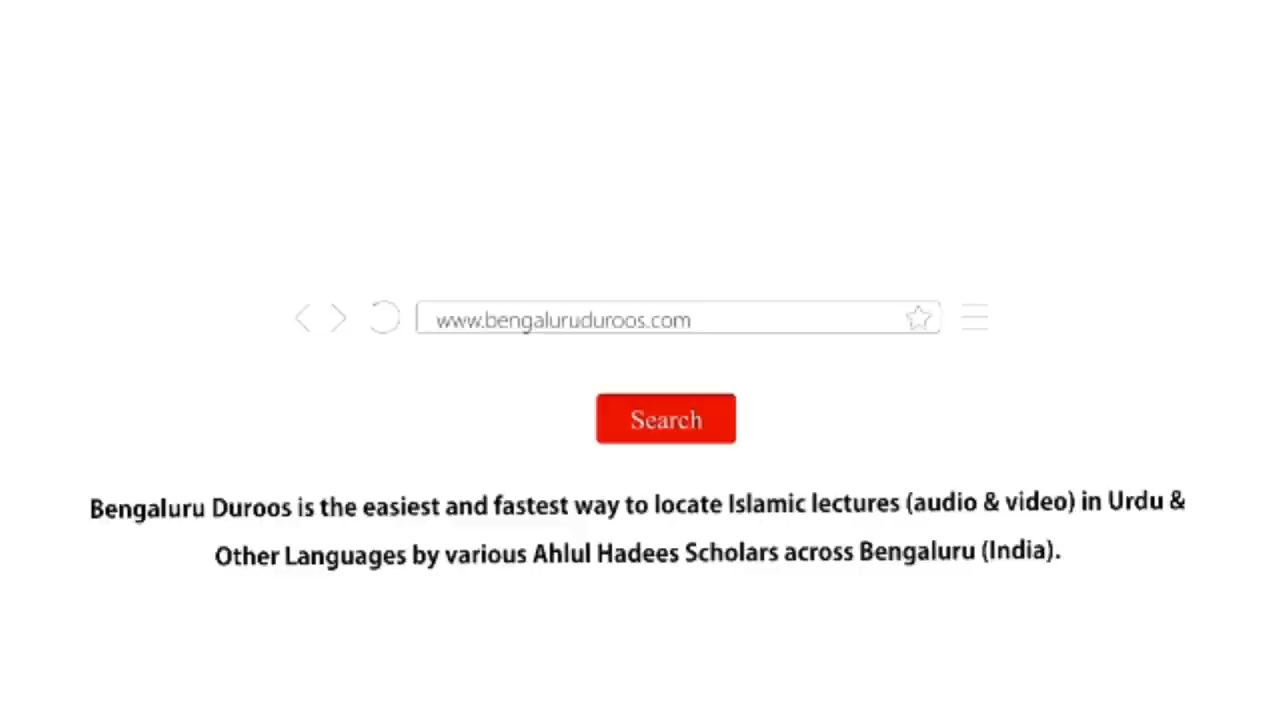 www.bengaluruduroos.com
Search
Bengaluru Duroos is the easiest and fastest way to locate Islamic lectures (audio & video) in Urdu &
Other Languages by various Ahlul Hadees Scholars across Bengaluru (India).